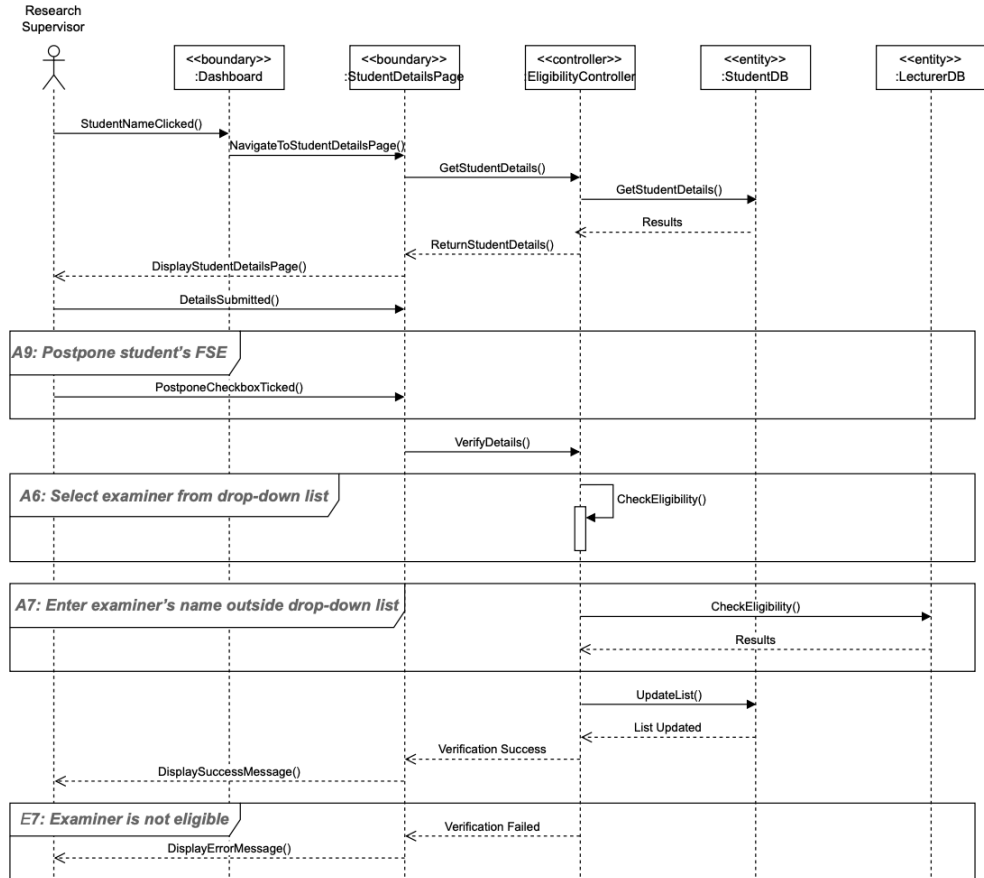 Research
Supervisor
<<boundary>>
:Dashboard
<<boundary>>
:StudentDetailsPage
<<controller>>
:EligibilityController
<<entity>>
:StudentDB
<<entity>>
:LecturerDB
StudentNameClicked()
NavigateToStudentDetailsPage()
GetStudentDetails()
GetStudentDetails()
Results
ReturnStudentDetails()
DisplayStudentDetailsPage()
DetailsSubmitted()
A9: Postpone student's FSE
PostponeCheckboxTicked()
VerifyDetails()
A6: Select examiner from drop-down list
CheckEligibility()
A7: Enter examiner's name outside drop-down list
CheckEligibility()
Results
UpdateList()
List Updated
Verification Success
DisplaySuccessMessage()
E7: Examiner is not eligible
Verification Failed
DisplayErrorMessage()